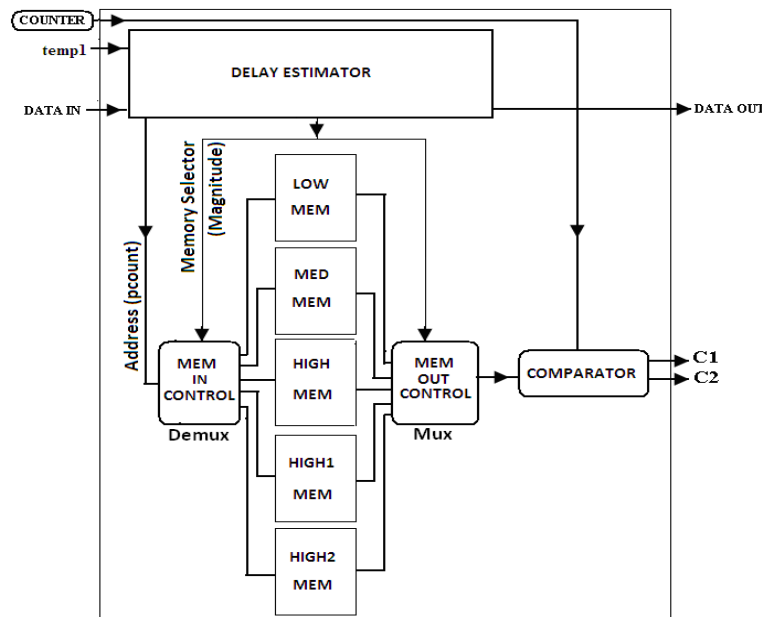 COUNTER
temp1
DELAY ESTIMATOR
DATA IN
DATA OUT
Memory Selector
(Magnitude)
Address (pcount)
LOW
MEM
MED
MEM
HIGH
MEM
HIGH1
MEM
HIGH2
MEM
MEM
IN
CONTROL
Demux
MEM
OUT
CONTROL
Mux
COMPARATOR
C1
C2